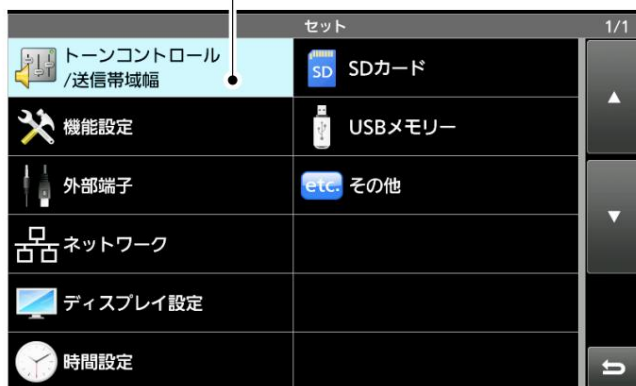 セット
1/1
トーンコントロール
/送信帯域幅
SD
SDカード
機能設定
USBメモリー
外部端子
etc.
その他
ネットワーク
ディスプレイ設定
時間設定